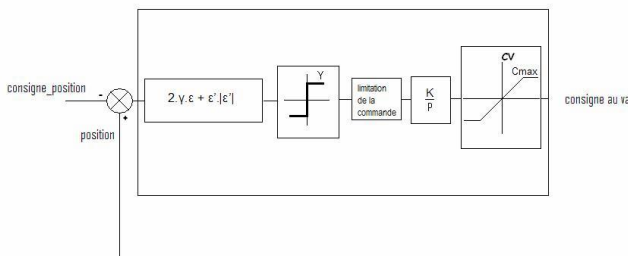 consigne_position
-
+
position
2.γ.ε + ε'.|ε'|
Y
limitation
de la
commande
K
p
CV
Cmax
consigne au va